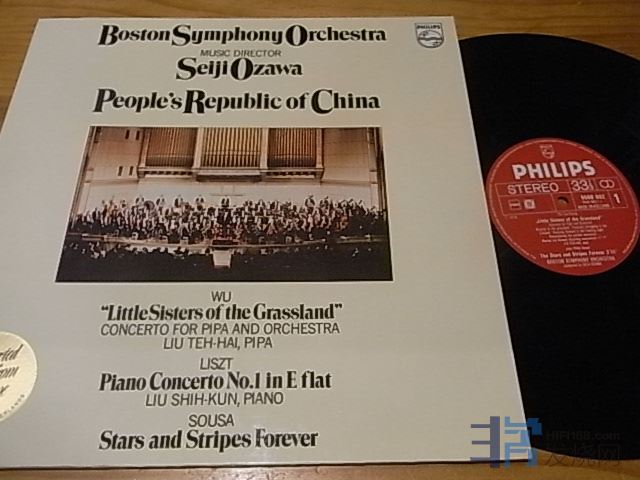 Boston Symphony Orchestra
MUSIC DIRECTOR
Seiji Ozawa
People's Republic of China
PHILIPS
WU
"Little Sisters of the Grassland"
CONCERTO FOR PIPA AND ORCHESTRA
LIU TEH-HAI, PIPA
LISZT
Piano Concerto No.1 in E flat
LIU SHIH-KUN, PIANO
SOUSA
Stars and Stripes Forever
PHILIPS
STEREO 33⅓
1
"Little Sisters of the Grassland"
The Stars and Stripes Forever
BOSTON SYMPHONY ORCHESTRA
HIFI168.com
发烧网